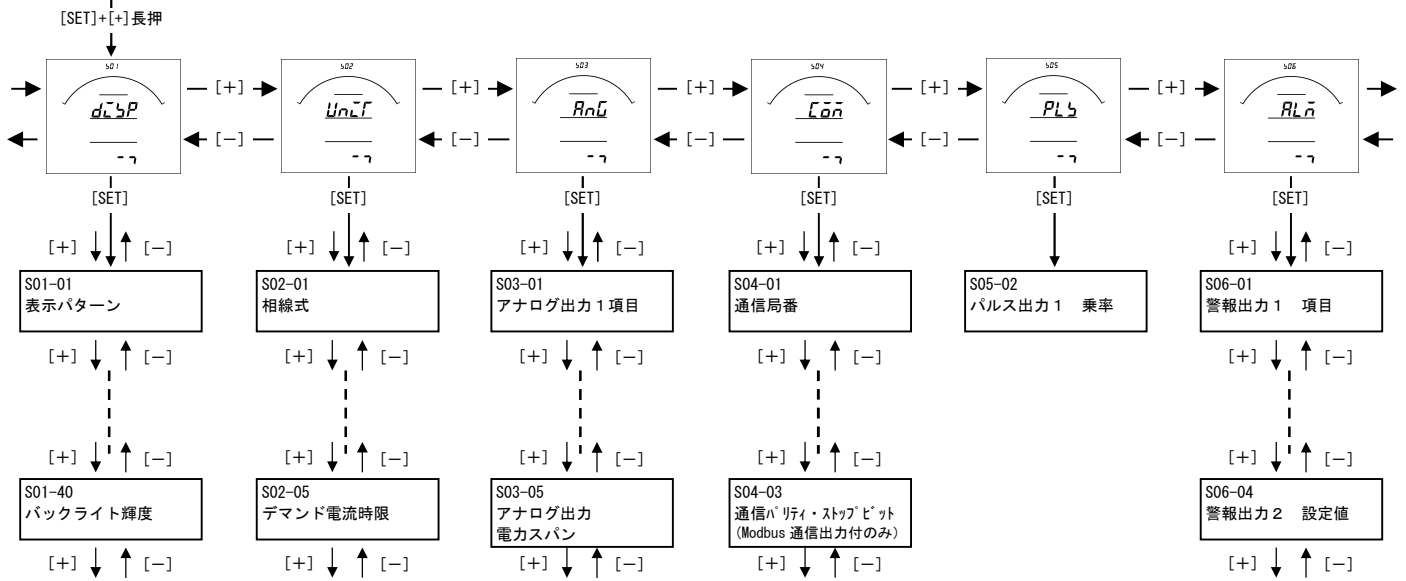 [SET]+[+]長押
S01 S02 S03 S04 S05 S06
[+] [+] [+] [+] [+]
dISP UnIT AnG Com PLS ALm
[−] [−] [−] [−] [−]
[SET] [SET] [SET] [SET] [SET] [SET]
[+] [−] [+] [−] [+] [−] [+] [−] [+] [−]
S01-01
表示パターン
S02-01
相線式
S03-01
アナログ出力1項目
S04-01
通信局番
S05-02
パルス出力1 乗率
S06-01
警報出力1 項目
[+] [−] [+] [−] [+] [−] [+] [−] [+] [−]
[+] [−] [+] [−] [+] [−] [+] [−] [+] [−]
S01-40
バックライト輝度
S02-05
デマンド電流時限
S03-05
アナログ出力
電力スパン
S04-03
通信パリティ・ストップビット
(Modbus 通信出力付のみ)
S06-04
警報出力2 設定値
[+] [−] [+] [−] [+] [−] [+] [−] [+] [−]